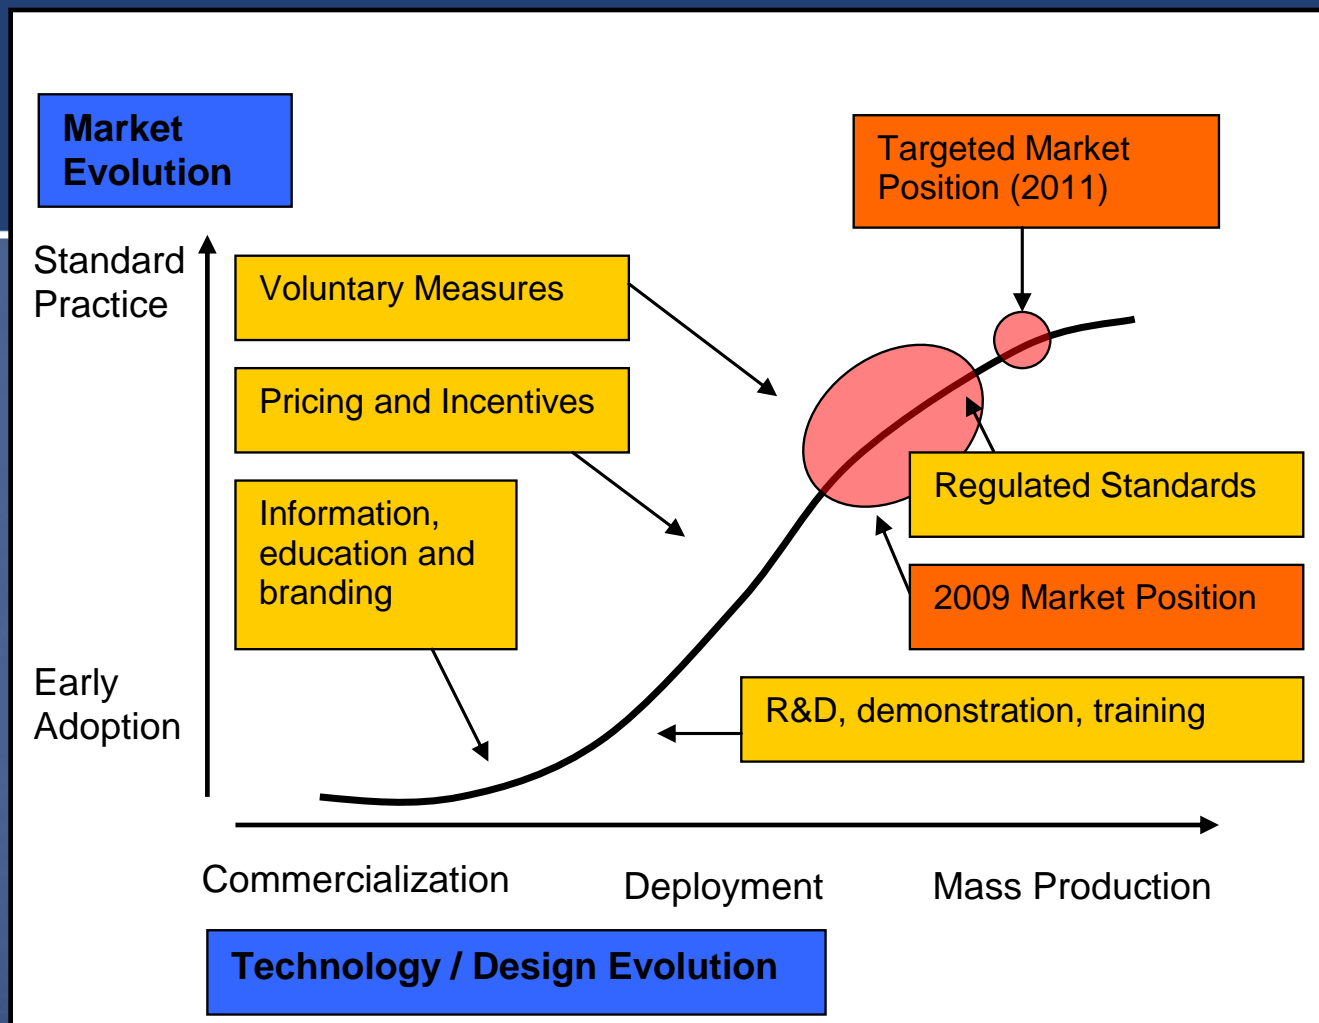 Market
Evolution
Targeted Market
Position (2011)
Standard
Practice
Voluntary Measures
Pricing and Incentives
Regulated Standards
Information,
education and
branding
2009 Market Position
Early
Adoption
R&D, demonstration, training
Commercialization
Deployment
Mass Production
Technology / Design Evolution